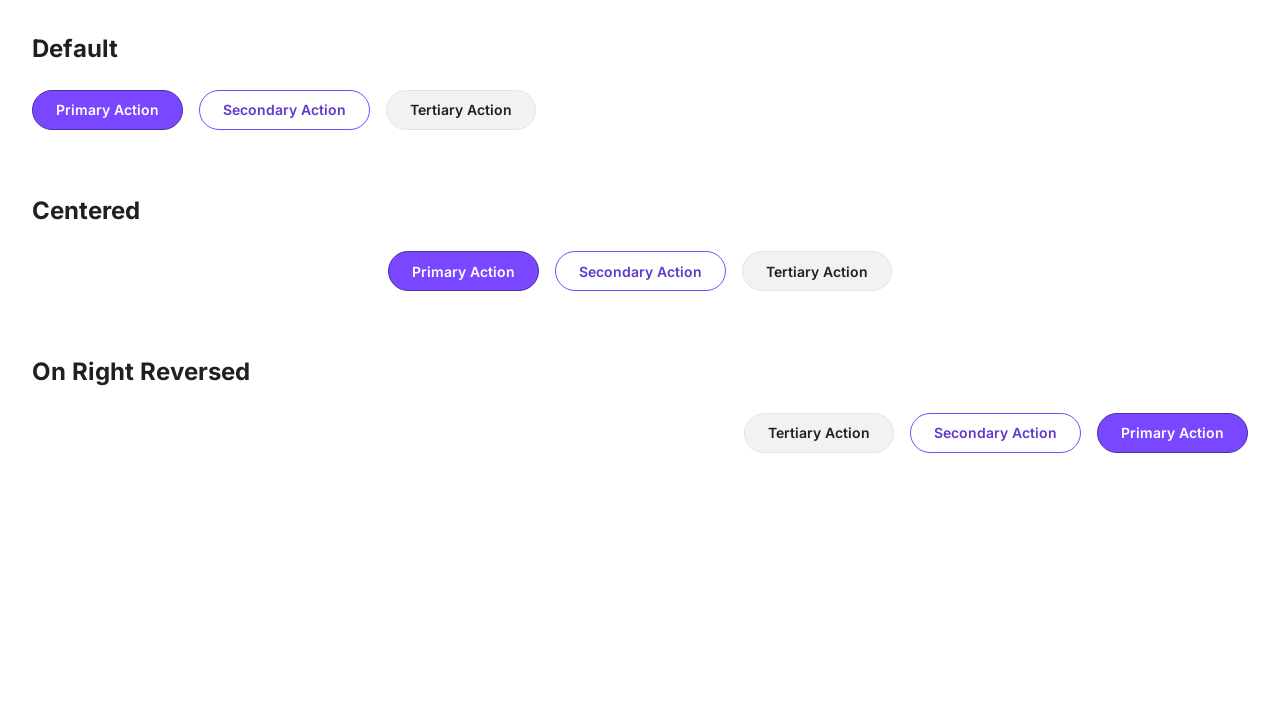 Default
Primary Action Secondary Action Tertiary Action
Centered
Primary Action Secondary Action Tertiary Action
On Right Reversed
Tertiary Action Secondary Action Primary Action